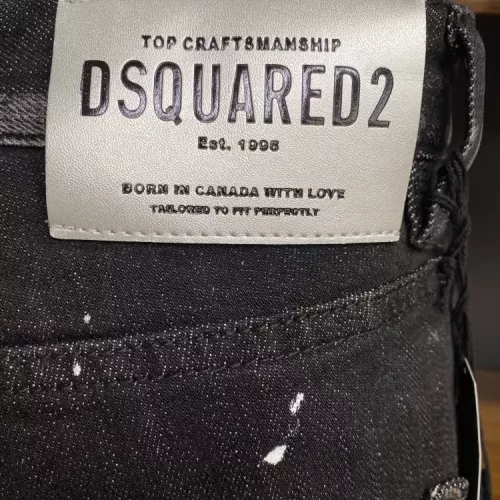 TOP CRAFTSMANSHIP
DSQUARED2
Est. 1995
BORN IN CANADA WITH LOVE
TAILORED TO FIT PERFECTLY